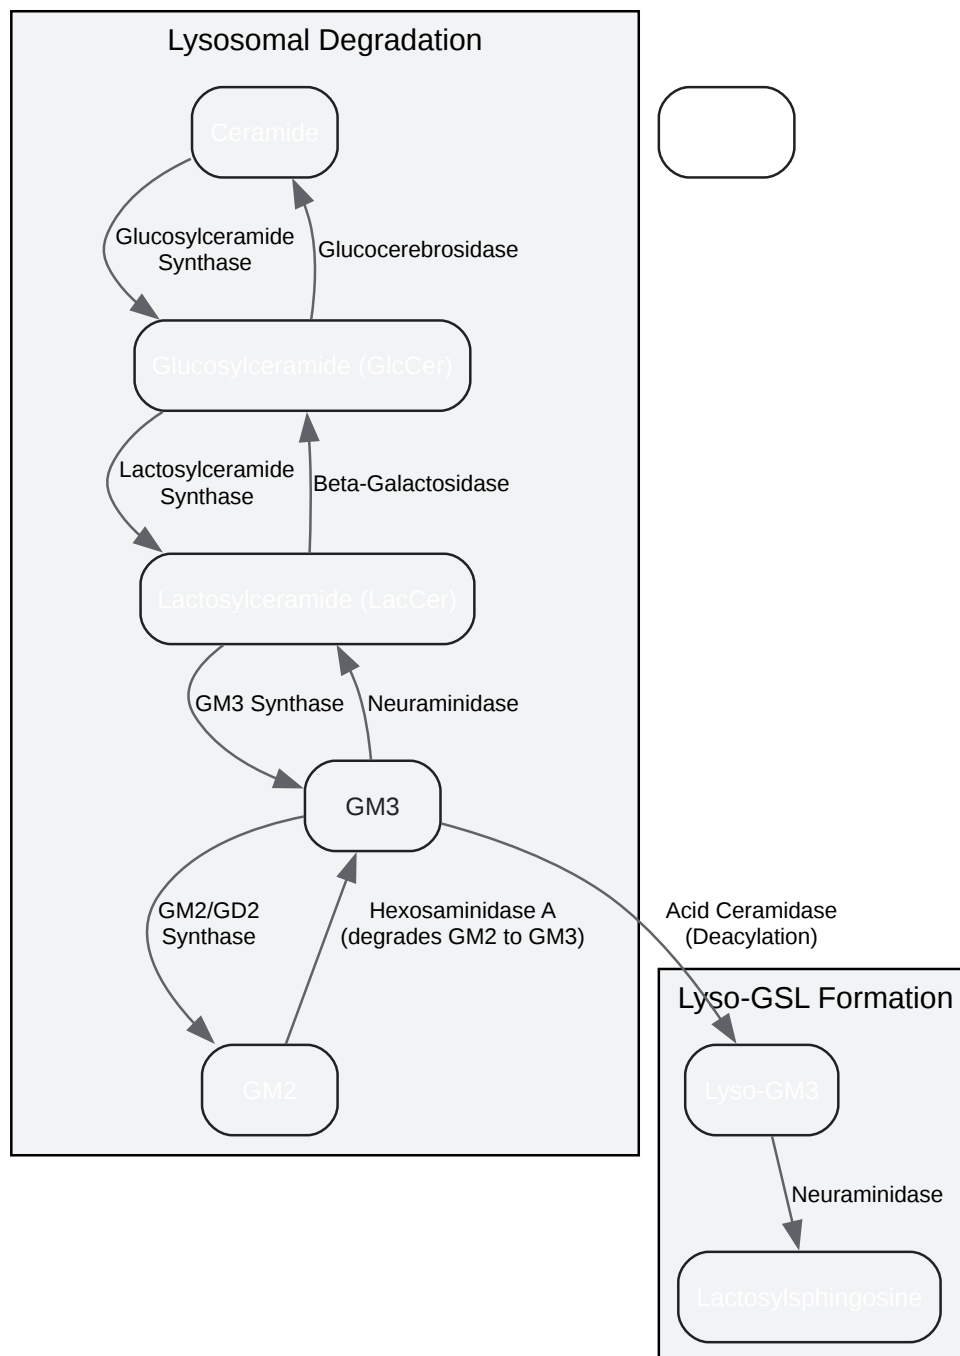 Lysosomal Degradation
Ceramide
Glucosylceramide
Synthase
Glucocerebrosidase
Glucosylceramide (GlcCer)
Lactosylceramide
Synthase
Beta-Galactosidase
Lactosylceramide (LacCer)
GM3 Synthase
Neuraminidase
GM3
GM2/GD2
Synthase
Hexosaminidase A
(degrades GM2 to GM3)
Acid Ceramidase
(Deacylation)
Lyso-GSL Formation
GM2
Lyso-GM3
Neuraminidase
Lactosylsphingosine